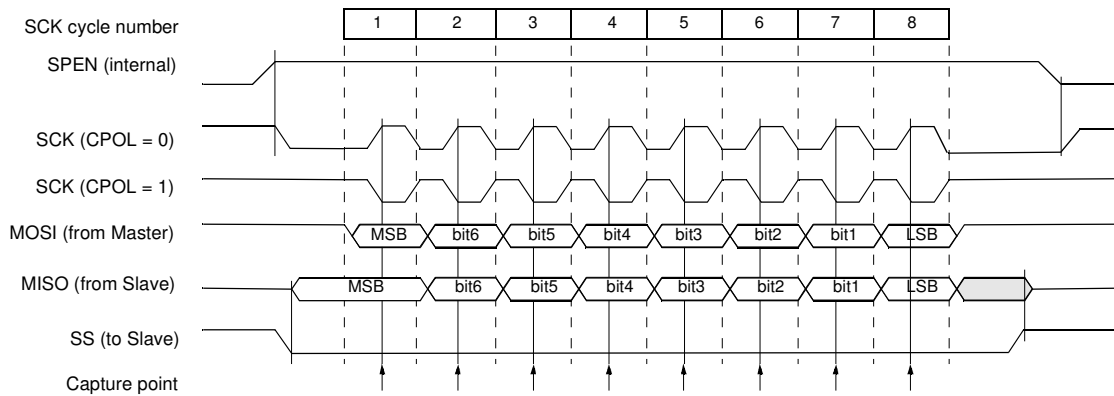 SCK cycle number 1 2 3 4 5 6 7 8
SPEN (internal)
SCK (CPOL = 0)
SCK (CPOL = 1)
MOSI (from Master) MSB bit6 bit5 bit4 bit3 bit2 bit1 LSB
MISO (from Slave) MSB bit6 bit5 bit4 bit3 bit2 bit1 LSB
SS (to Slave)
Capture point